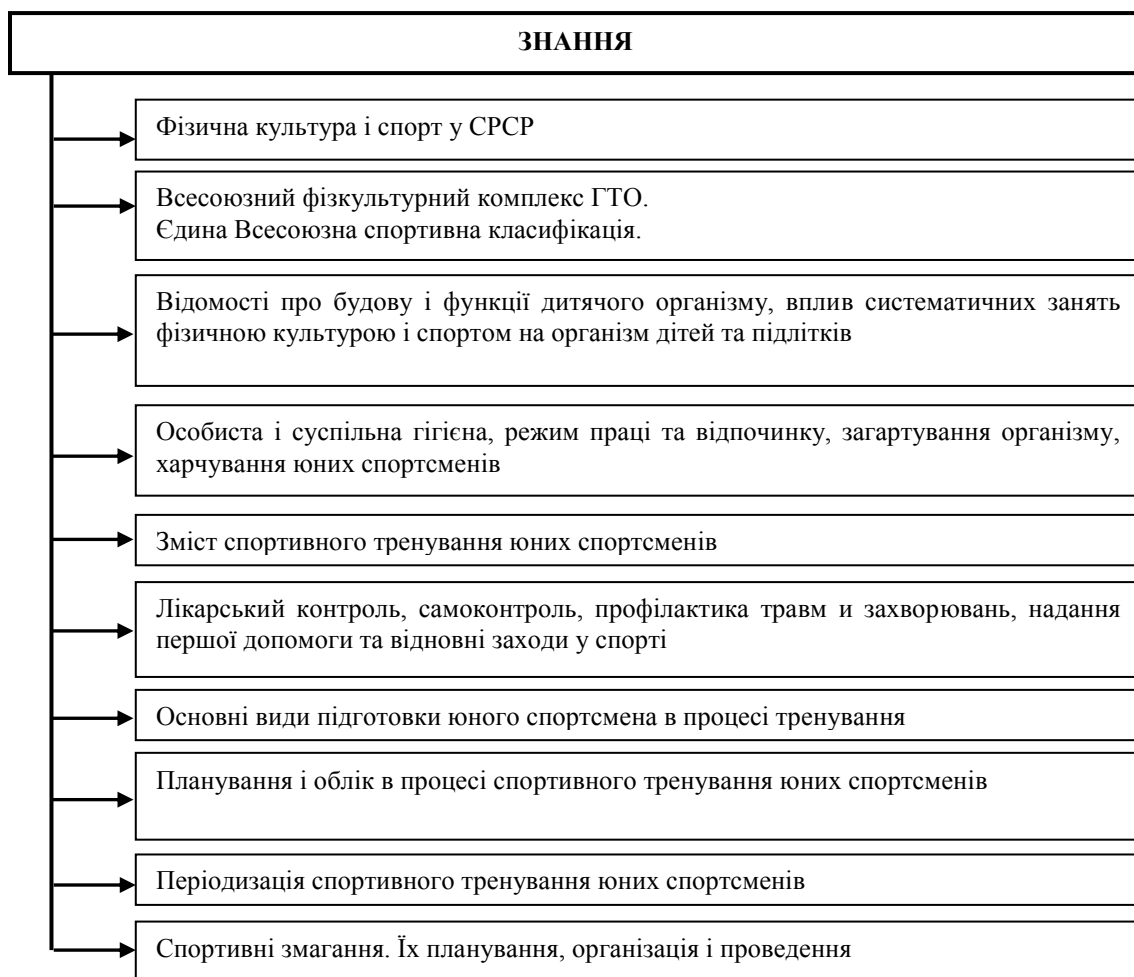 ЗНАННЯ
Фізична культура і спорт у СРСР
Всесоюзний фізкультурний комплекс ГТО.
Єдина Всесоюзна спортивна класифікація.
Відомості про будову і функції дитячого організму, вплив систематичних занять
фізичною культурою і спортом на організм дітей та підлітків
Особиста і суспільна гігієна, режим праці та відпочинку, загартування організму,
харчування юних спортсменів
Зміст спортивного тренування юних спортсменів
Лікарський контроль, самоконтроль, профілактика травм и захворювань, надання
першої допомоги та відновні заходи у спорті
Основні види підготовки юного спортсмена в процесі тренування
Планування і облік в процесі спортивного тренування юних спортсменів
Періодизація спортивного тренування юних спортсменів
Спортивні змагання. Їх планування, організація і проведення